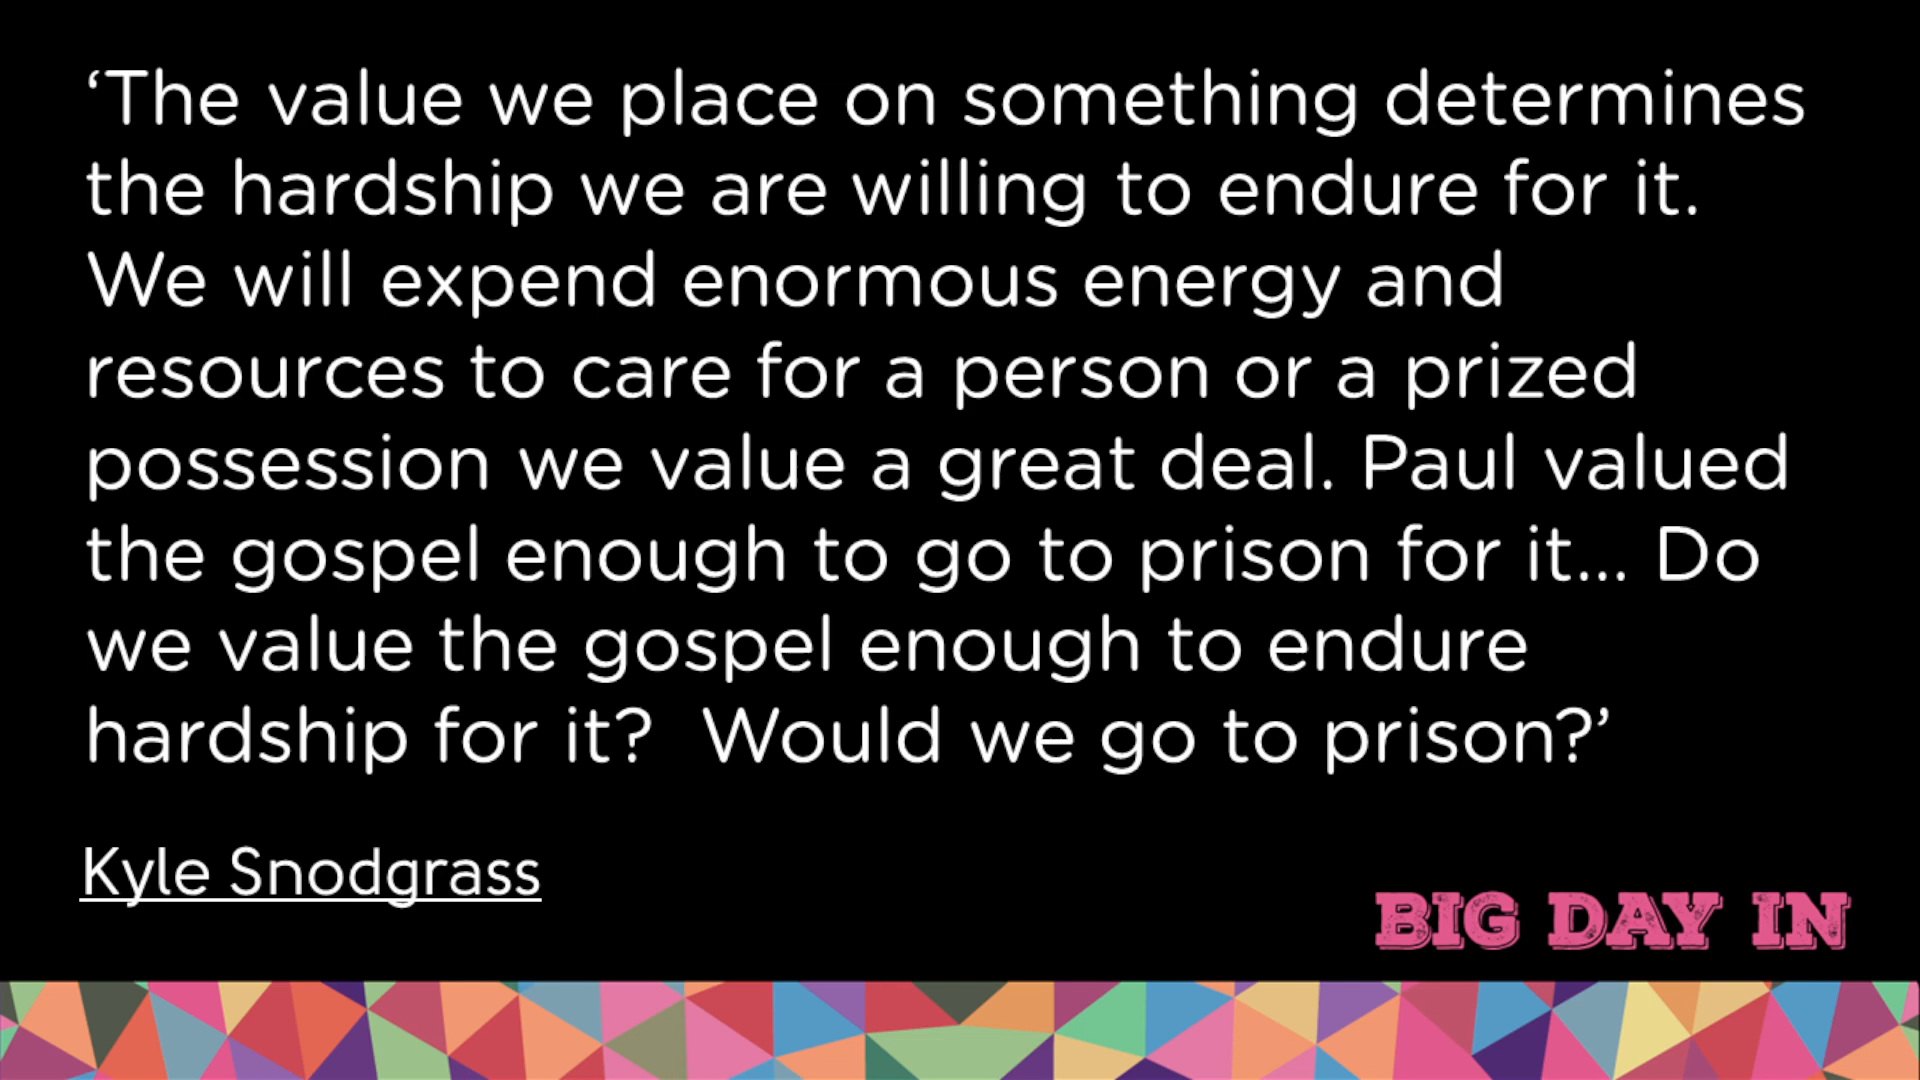 ‘The value we place on something determines
the hardship we are willing to endure for it.
We will expend enormous energy and
resources to care for a person or a prized
possession we value a great deal. Paul valued
the gospel enough to go to prison for it... Do
we value the gospel enough to endure
hardship for it?  Would we go to prison?’
Kyle Snodgrass
BIG DAY IN